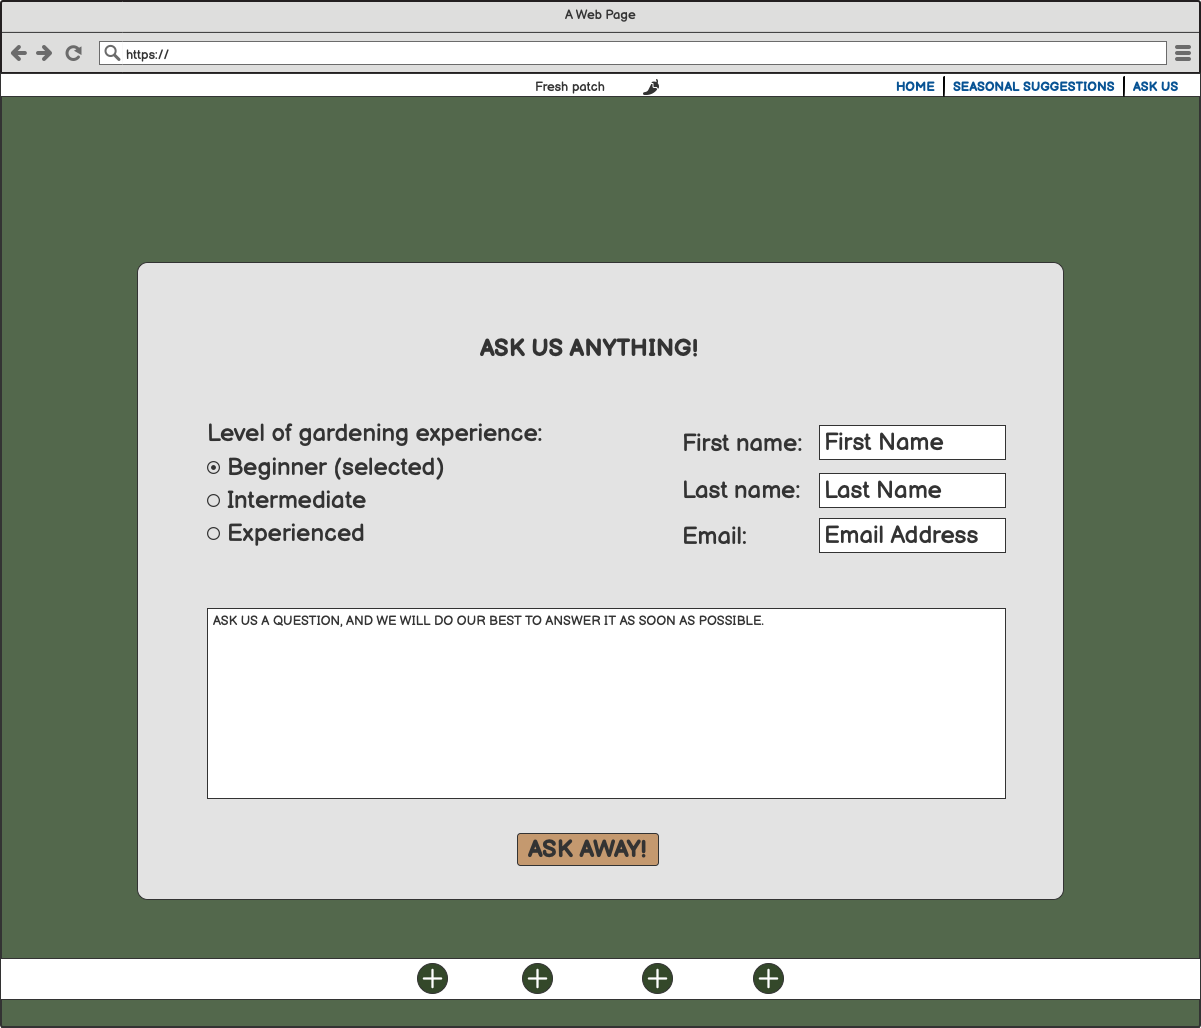 A Web Page
https://
Fresh patch
HOME
SEASONAL SUGGESTIONS
ASK US
ASK US ANYTHING!
Level of gardening experience:
Beginner (selected)
Intermediate
Experienced
First name: First Name
Last name: Last Name
Email: Email Address
ASK US A QUESTION, AND WE WILL DO OUR BEST TO ANSWER IT AS SOON AS POSSIBLE.
ASK AWAY!